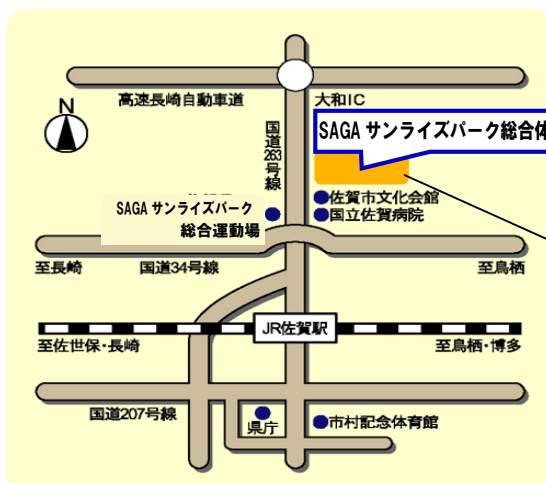 高速長崎自動車道
大和IC
N
国道263号線
SAGA サンライズパーク総合体
佐賀市文化会館
国立佐賀病院
SAGA サンライズパーク
総合運動場
至長崎
国道34号線
至鳥栖
JR佐賀駅
至佐世保・長崎
至鳥栖・博多
国道207号線
県庁
市村記念体育館